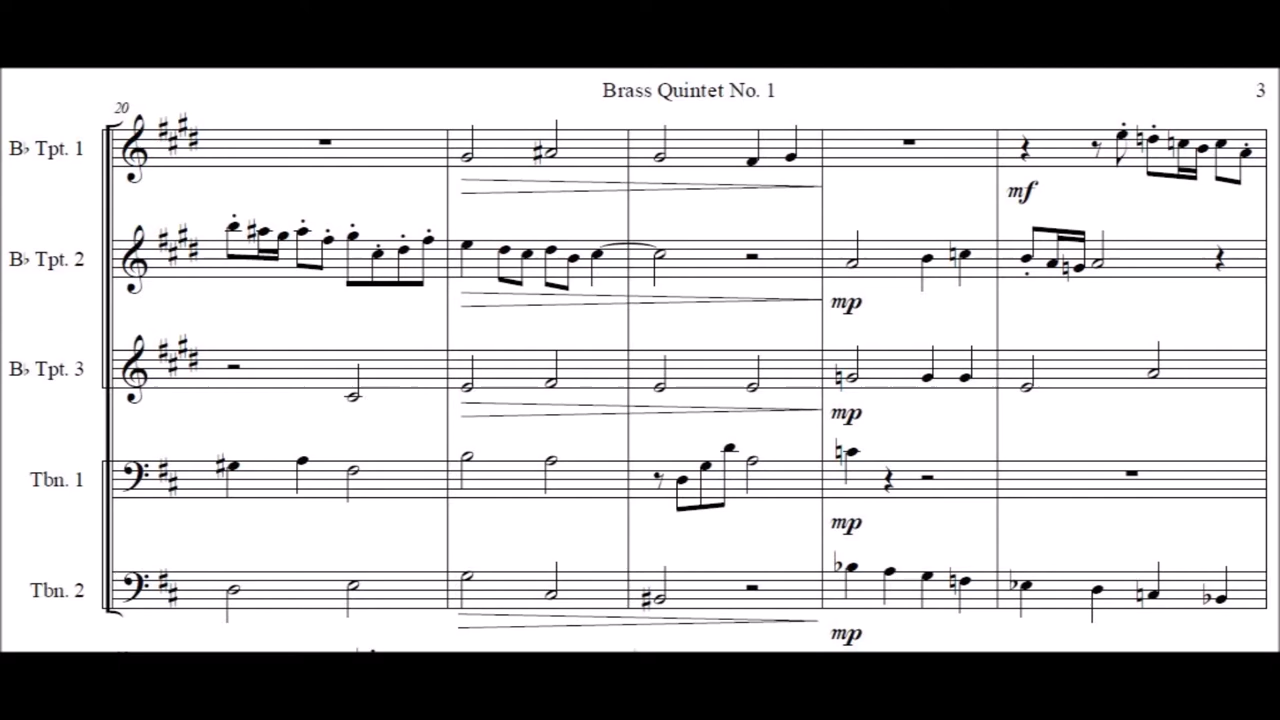 Brass Quintet No. 1
3
20
B♭ Tpt. 1
mf
B♭ Tpt. 2
mp
B♭ Tpt. 3
mp
Tbn. 1
mp
Tbn. 2
mp